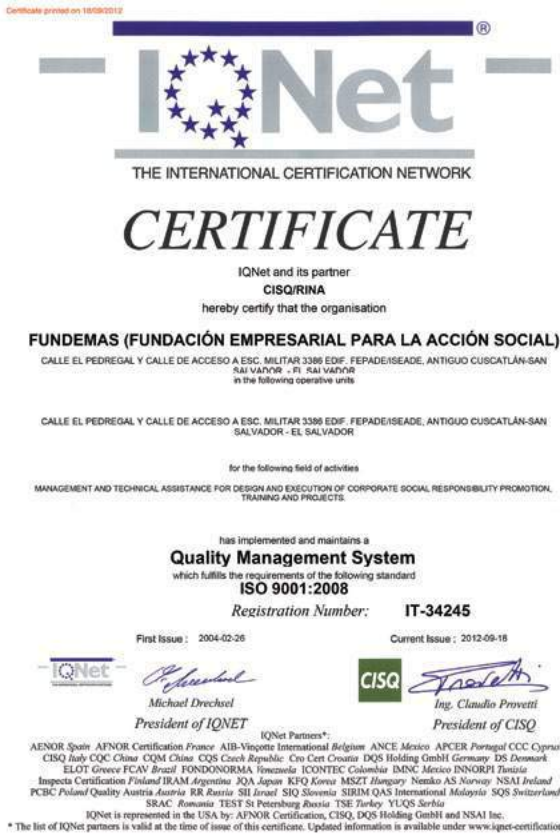 Certificate printed on 18/09/2012
®
IQNet
THE INTERNATIONAL CERTIFICATION NETWORK
CERTIFICATE
IQNet and its partner
CISQ/RINA
hereby certify that the organisation
FUNDEMAS (FUNDACIÓN EMPRESARIAL PARA LA ACCIÓN SOCIAL)
CALLE EL PEDREGAL Y CALLE DE ACCESO A ESC. MILITAR 3386 EDIF. FEPADE/ISEADE, ANTIGUO CUSCATLÁN-SAN
SALVADOR - EL SALVADOR
in the following operative units
CALLE EL PEDREGAL Y CALLE DE ACCESO A ESC. MILITAR 3386 EDIF. FEPADE/ISEADE, ANTIGUO CUSCATLÁN-SAN
SALVADOR - EL SALVADOR
for the following field of activities
MANAGEMENT AND TECHNICAL ASSISTANCE FOR DESIGN AND EXECUTION OF CORPORATE SOCIAL RESPONSIBILITY PROMOTION,
TRAINING AND PROJECTS.
has implemented and maintains a
Quality Management System
which fulfills the requirements of the following standard
ISO 9001:2008
Registration Number: IT-34245
First Issue : 2004-02-26 Current Issue : 2012-09-18
IQNet CISQ
Michael Drechsel Ing. Claudio Provetti
President of IQNET President of CISQ
IQNet Partners*:
AENOR Spain AFNOR Certification France AIB-Vinçotte International Belgium ANCE Mexico APCER Portugal CCC Cyprus
CISQ Italy CQC China CQM China CQS Czech Republic Cro Cert Croatia DQS Holding GmbH Germany DS Denmark
ELOT Greece FCAV Brazil FONDONORMA Venezuela ICONTEC Colombia IMNC Mexico INNORPI Tunisia
Inspecta Certification Finland IRAM Argentina JQA Japan KFQ Korea MSZT Hungary Nemko AS Norway NSAI Ireland
PCBC Poland Quality Austria Austria RR Russia SII Israel SIQ Slovenia SIRIM QAS International Malaysia SQS Switzerland
SRAC Romania TEST St Petersburg Russia TSE Turkey YUQS Serbia
IQNet is represented in the USA by: AFNOR Certification, CISQ, DQS Holding GmbH and NSAI Inc.
* The list of IQNet partners is valid at the time of issue of this certificate. Updated information is available under www.iqnet-certification